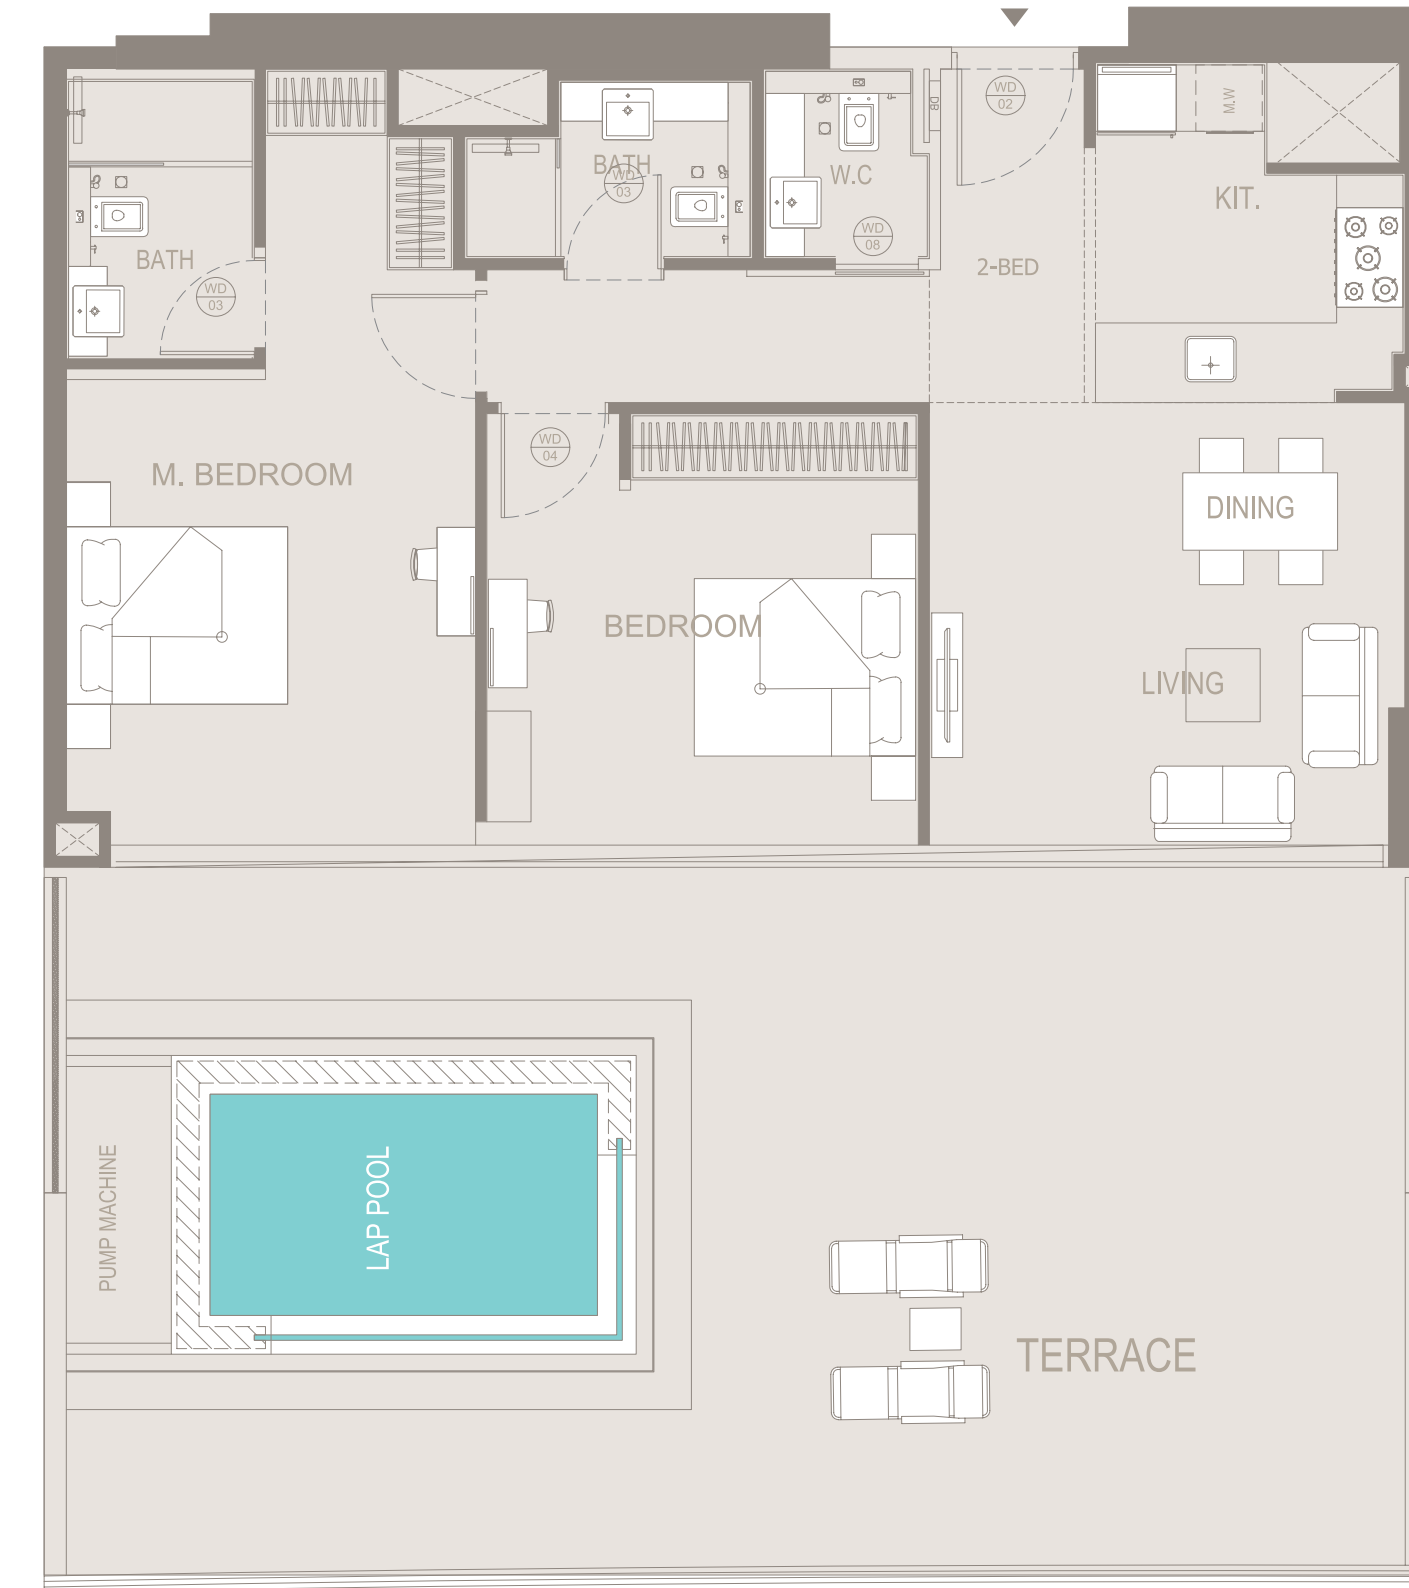 WD
02
DB
M.W
BATH
WD
03
W.C
KIT.
WD
08
BATH
2-BED
WD
03
WD
04
M. BEDROOM
DINING
BEDROOM
LIVING
PUMP MACHINE
LAP POOL
TERRACE